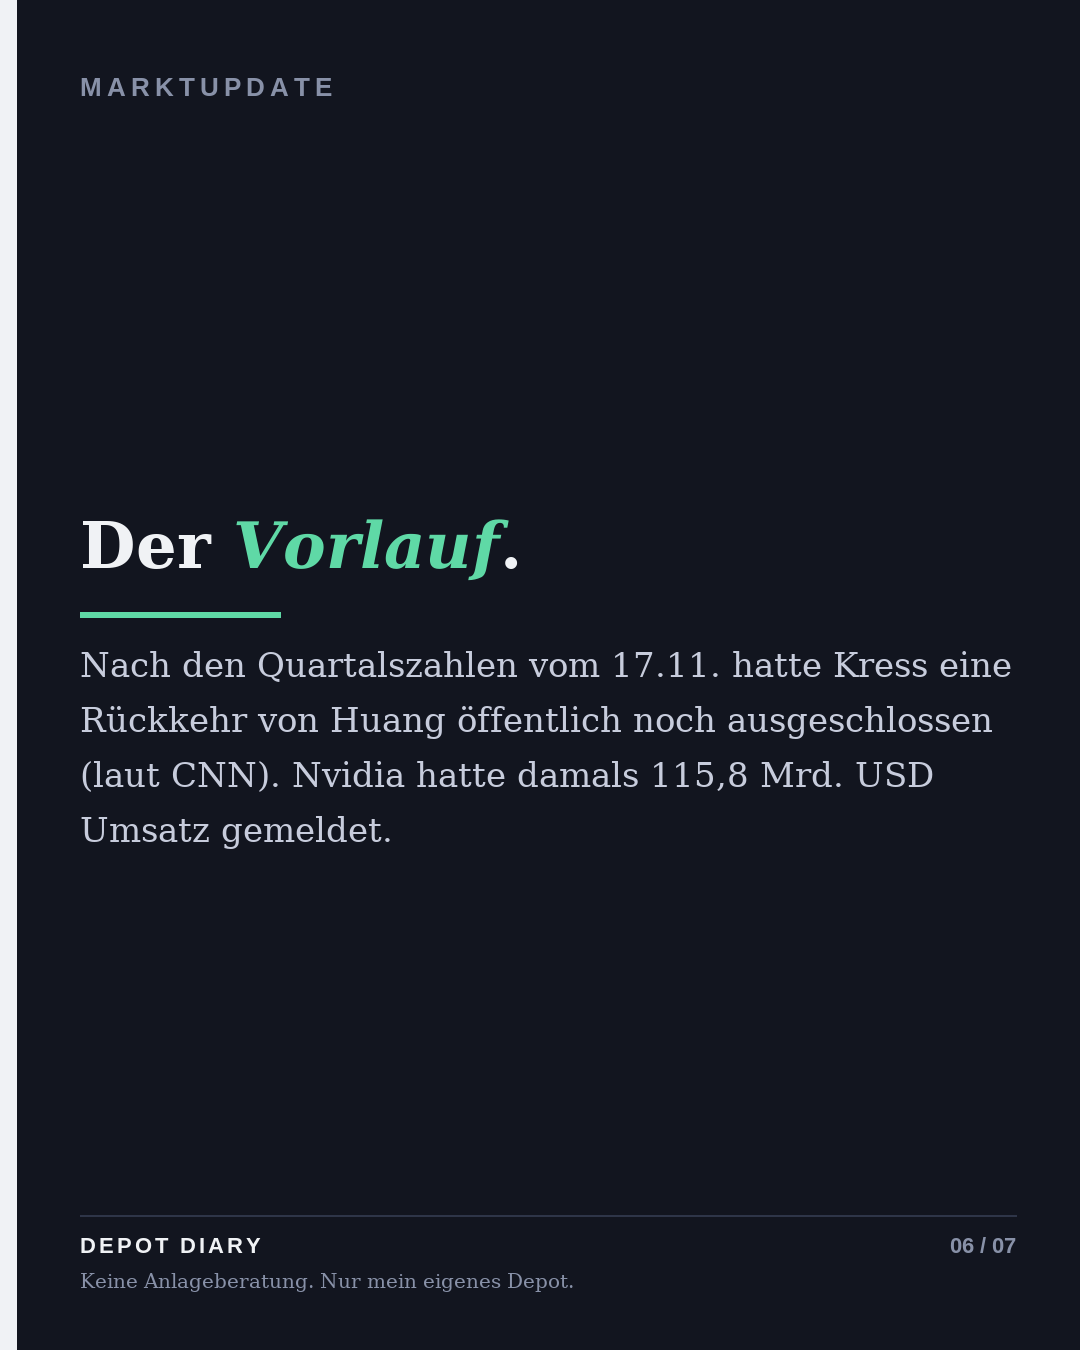 MARKTUPDATE
Der Vorlauf.
Nach den Quartalszahlen vom 17.11. hatte Kress eine
Rückkehr von Huang öffentlich noch ausgeschlossen
(laut CNN). Nvidia hatte damals 115,8 Mrd. USD
Umsatz gemeldet.
DEPOT DIARY
06 / 07
Keine Anlageberatung. Nur mein eigenes Depot.